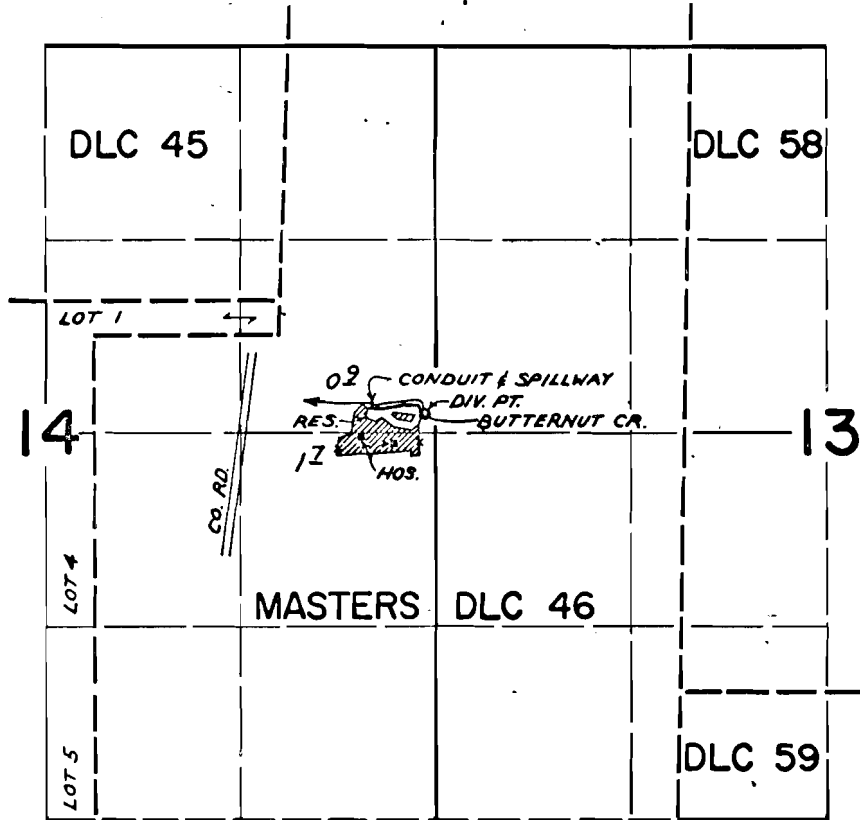 DLC 45
DLC 58
LOT 1
0.9
CONDUIT & SPILLWAY
DIV. PT.
RES.
BUTTERNUT CR.
14
13
1.7
HOS.
CO. RD.
LOT 4
MASTERS DLC 46
LOT 5
DLC 59